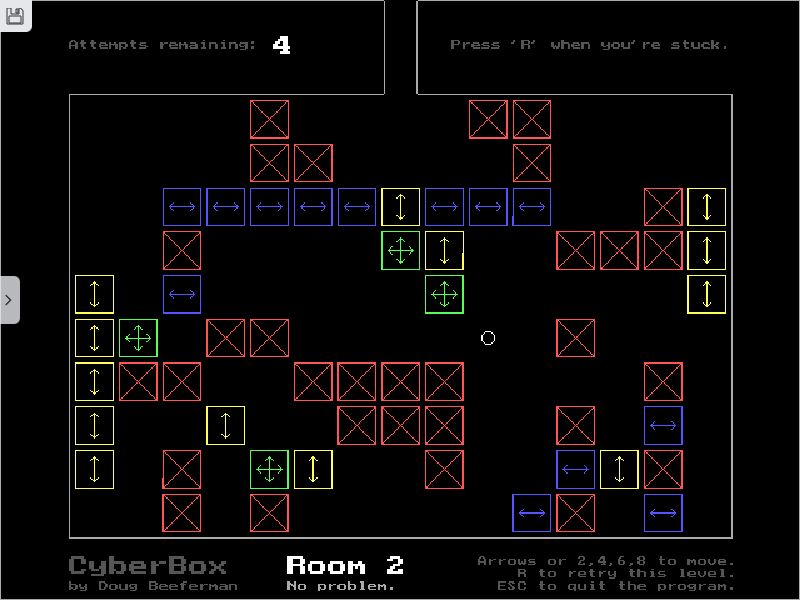 Attempts remaining: 4
Press 'R' when you're stuck.
CyberBox
by Doug Beeferman
Room 2
No problem.
Arrows or 2,4,6,8 to move.
R to retry this level.
ESC to quit the program.